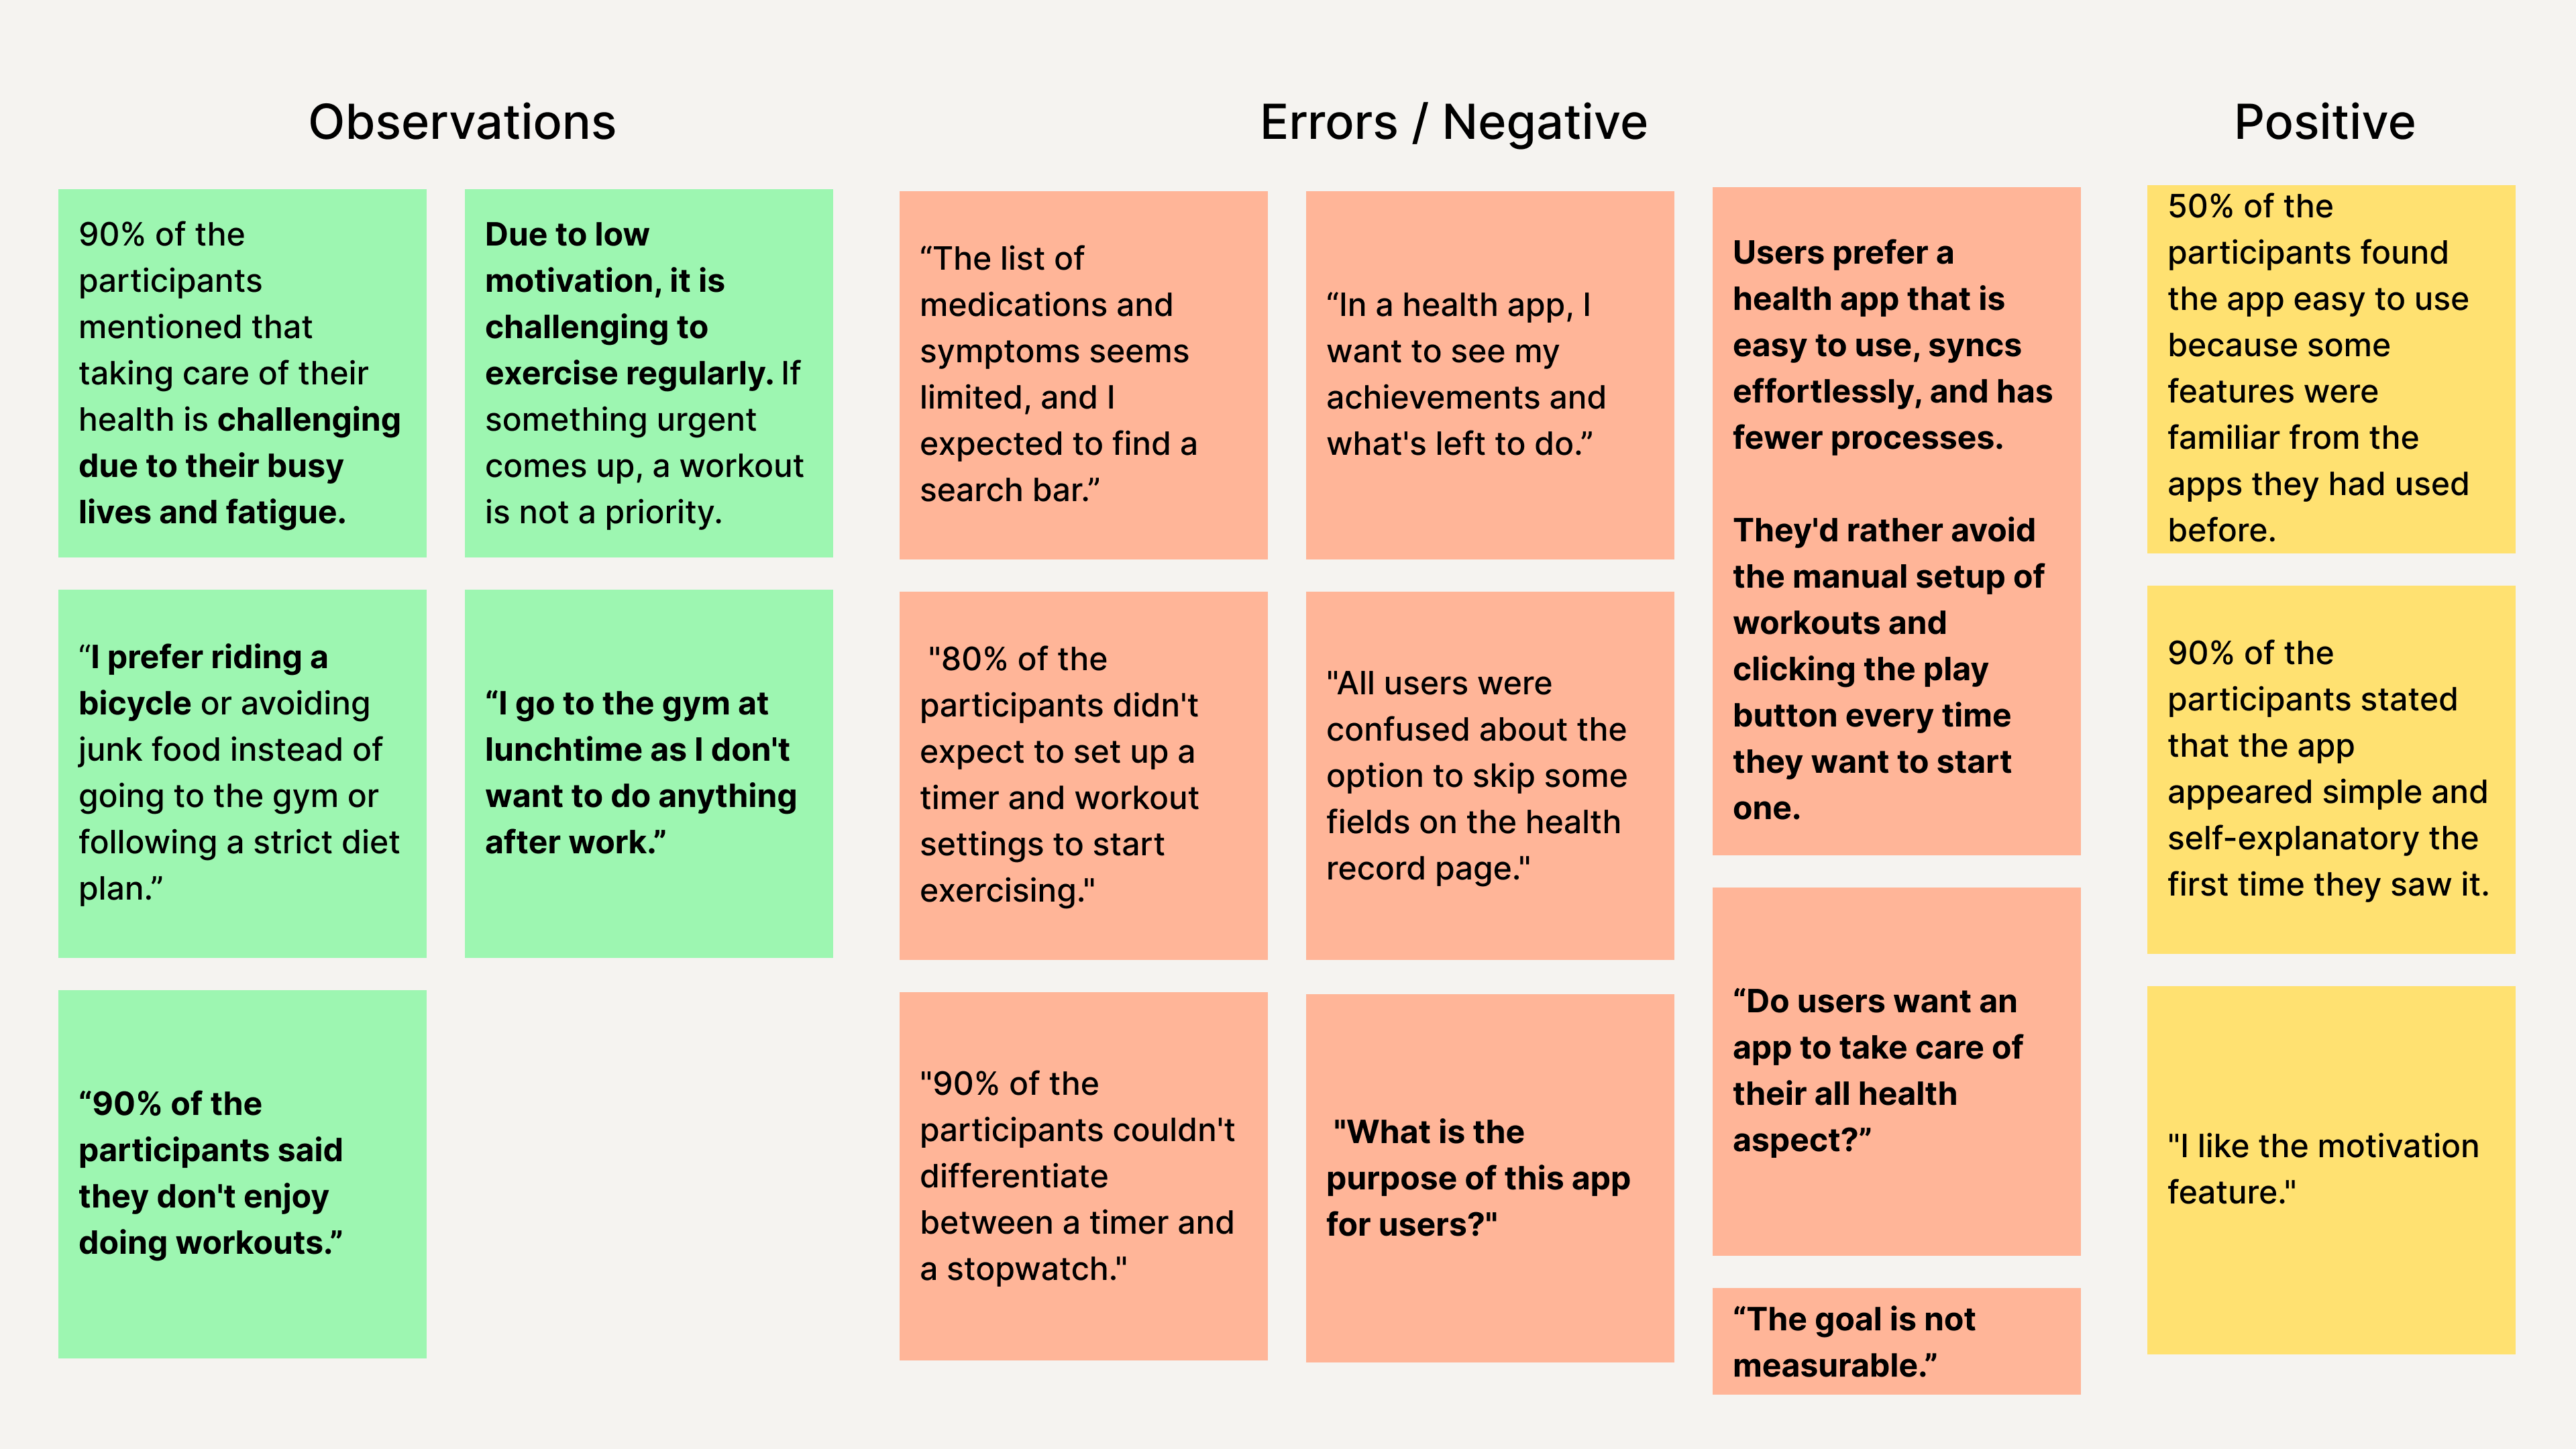 Observations
90% of the
participants
mentioned that
taking care of their
health is challenging
due to their busy
lives and fatigue.
Due to low
motivation, it is
challenging to
exercise regularly. If
something urgent
comes up, a workout
is not a priority.
“I prefer riding a
bicycle or avoiding
junk food instead of
going to the gym or
following a strict diet
plan.”
“I go to the gym at
lunchtime as I don't
want to do anything
after work.”
“90% of the
participants said
they don't enjoy
doing workouts.”
Errors / Negative
“The list of
medications and
symptoms seems
limited, and I
expected to find a
search bar.”
“In a health app, I
want to see my
achievements and
what's left to do.”
Users prefer a
health app that is
easy to use, syncs
effortlessly, and has
fewer processes.
They'd rather avoid
the manual setup of
workouts and
clicking the play
button every time
they want to start
one.
"80% of the
participants didn't
expect to set up a
timer and workout
settings to start
exercising."
"All users were
confused about the
option to skip some
fields on the health
record page."
“Do users want an
app to take care of
their all health
aspect?”
"90% of the
participants couldn't
differentiate
between a timer and
a stopwatch."
"What is the
purpose of this app
for users?"
“The goal is not
measurable.”
Positive
50% of the
participants found
the app easy to use
because some
features were
familiar from the
apps they had used
before.
90% of the
participants stated
that the app
appeared simple and
self-explanatory the
first time they saw it.
"I like the motivation
feature."